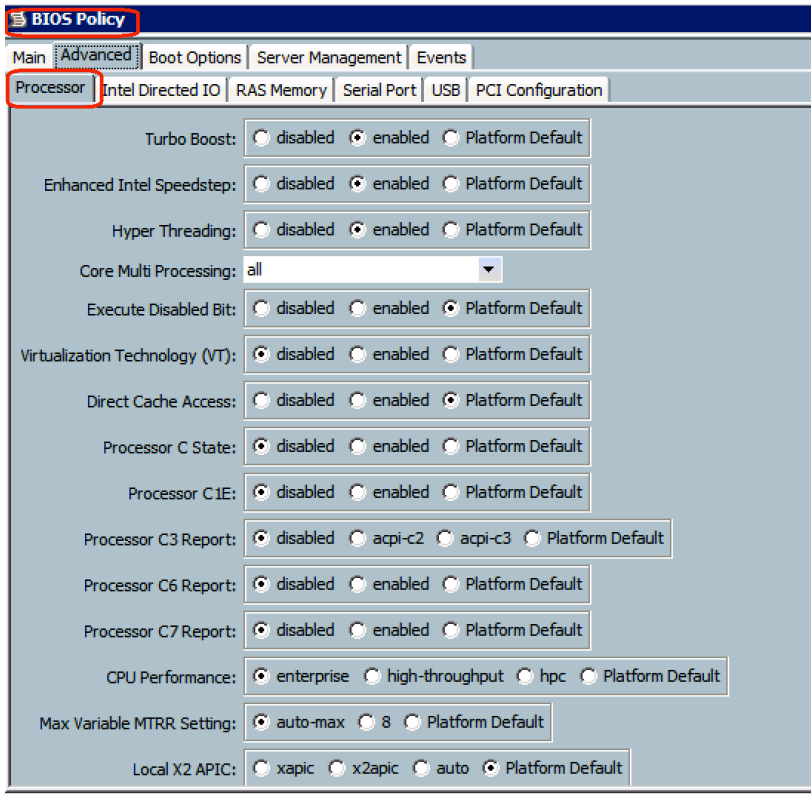 BIOS Policy
Main Advanced Boot Options Server Management Events
Processor Intel Directed IO RAS Memory Serial Port USB PCI Configuration
Turbo Boost: disabled enabled Platform Default
Enhanced Intel Speedstep: disabled enabled Platform Default
Hyper Threading: disabled enabled Platform Default
Core Multi Processing: all
Execute Disabled Bit: disabled enabled Platform Default
Virtualization Technology (VT): disabled enabled Platform Default
Direct Cache Access: disabled enabled Platform Default
Processor C State: disabled enabled Platform Default
Processor C1E: disabled enabled Platform Default
Processor C3 Report: disabled acpi-c2 acpi-c3 Platform Default
Processor C6 Report: disabled enabled Platform Default
Processor C7 Report: disabled enabled Platform Default
CPU Performance: enterprise high-throughput hpc Platform Default
Max Variable MTRR Setting: auto-max 8 Platform Default
Local X2 APIC: xapic x2apic auto Platform Default